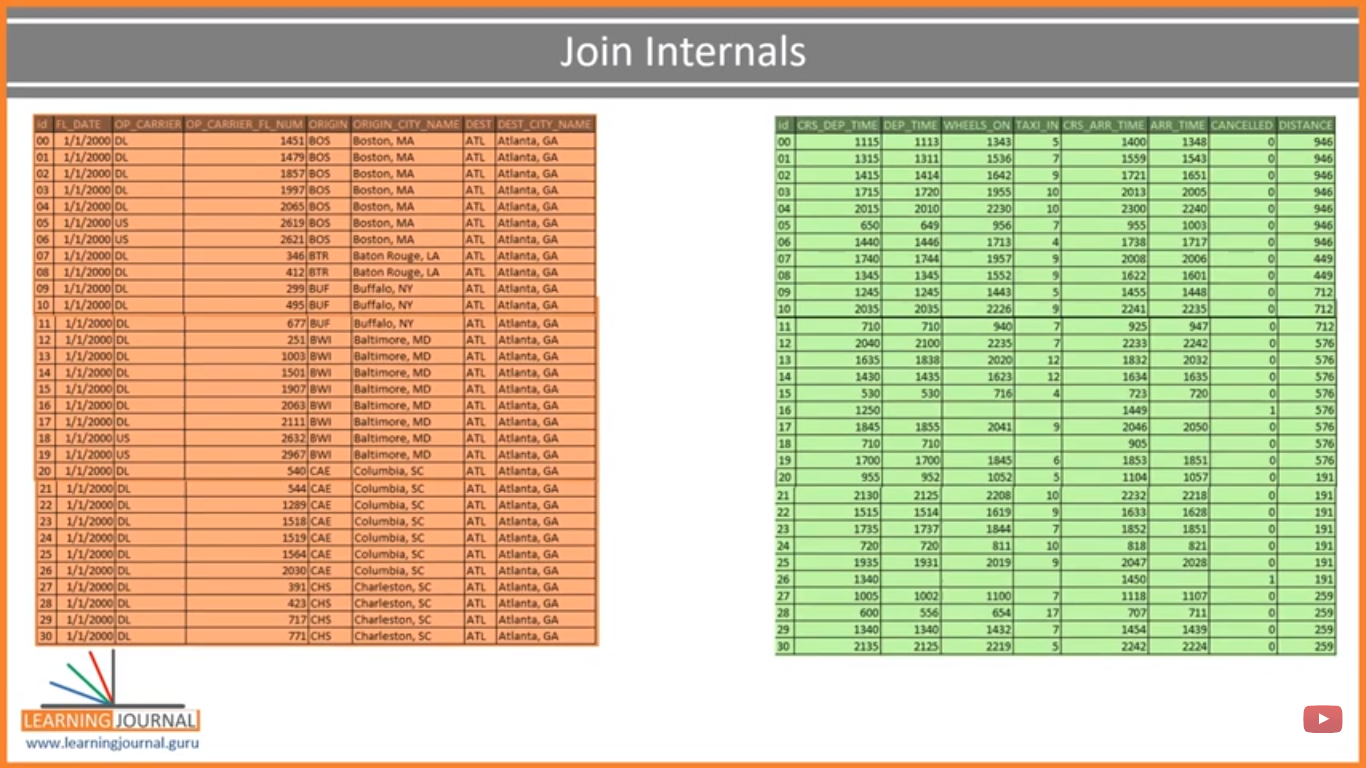 Join Internals
id FL_DATE OP_CARRIER OP_CARRIER_FL_NUM ORIGIN ORIGIN_CITY_NAME DEST DEST_CITY_NAME
00 1/1/2000 DL 1451 BOS Boston, MA ATL Atlanta, GA
01 1/1/2000 DL 1479 BOS Boston, MA ATL Atlanta, GA
02 1/1/2000 DL 1857 BOS Boston, MA ATL Atlanta, GA
03 1/1/2000 DL 1997 BOS Boston, MA ATL Atlanta, GA
04 1/1/2000 DL 2065 BOS Boston, MA ATL Atlanta, GA
05 1/1/2000 US 2619 BOS Boston, MA ATL Atlanta, GA
06 1/1/2000 US 2621 BOS Boston, MA ATL Atlanta, GA
07 1/1/2000 DL 346 BTR Baton Rouge, LA ATL Atlanta, GA
08 1/1/2000 DL 412 BTR Baton Rouge, LA ATL Atlanta, GA
09 1/1/2000 DL 299 BUF Buffalo, NY ATL Atlanta, GA
10 1/1/2000 DL 495 BUF Buffalo, NY ATL Atlanta, GA
11 1/1/2000 DL 677 BUF Buffalo, NY ATL Atlanta, GA
12 1/1/2000 DL 251 BWI Baltimore, MD ATL Atlanta, GA
13 1/1/2000 DL 1003 BWI Baltimore, MD ATL Atlanta, GA
14 1/1/2000 DL 1501 BWI Baltimore, MD ATL Atlanta, GA
15 1/1/2000 DL 1907 BWI Baltimore, MD ATL Atlanta, GA
16 1/1/2000 DL 2063 BWI Baltimore, MD ATL Atlanta, GA
17 1/1/2000 DL 2111 BWI Baltimore, MD ATL Atlanta, GA
18 1/1/2000 US 2632 BWI Baltimore, MD ATL Atlanta, GA
19 1/1/2000 US 2967 BWI Baltimore, MD ATL Atlanta, GA
20 1/1/2000 DL 540 CAE Columbia, SC ATL Atlanta, GA
21 1/1/2000 DL 544 CAE Columbia, SC ATL Atlanta, GA
22 1/1/2000 DL 1289 CAE Columbia, SC ATL Atlanta, GA
23 1/1/2000 DL 1518 CAE Columbia, SC ATL Atlanta, GA
24 1/1/2000 DL 1519 CAE Columbia, SC ATL Atlanta, GA
25 1/1/2000 DL 1564 CAE Columbia, SC ATL Atlanta, GA
26 1/1/2000 DL 2030 CAE Columbia, SC ATL Atlanta, GA
27 1/1/2000 DL 391 CHS Charleston, SC ATL Atlanta, GA
28 1/1/2000 DL 423 CHS Charleston, SC ATL Atlanta, GA
29 1/1/2000 DL 717 CHS Charleston, SC ATL Atlanta, GA
30 1/1/2000 DL 771 CHS Charleston, SC ATL Atlanta, GA
id CRS_DEP_TIME DEP_TIME WHEELS_ON TAXI_IN CRS_ARR_TIME ARR_TIME CANCELLED DISTANCE
00 1115 1113 1343 5 1400 1348 0 946
01 1315 1311 1536 7 1559 1543 0 946
02 1415 1414 1642 9 1721 1651 0 946
03 1715 1720 1955 10 2013 2005 0 946
04 2015 2010 2230 10 2300 2240 0 946
05 650 649 956 7 955 1003 0 946
06 1440 1446 1713 4 1738 1717 0 946
07 1740 1744 1957 9 2008 2006 0 449
08 1345 1345 1552 9 1622 1601 0 449
09 1245 1245 1443 5 1455 1448 0 712
10 2035 2035 2226 9 2241 2235 0 712
11 710 710 940 7 925 947 0 712
12 2040 2100 2235 7 2233 2242 0 576
13 1635 1838 2020 12 1832 2032 0 576
14 1430 1435 1623 12 1634 1635 0 576
15 530 530 716 4 723 720 0 576
16 1250 1449 1 576
17 1845 1855 2041 9 2046 2050 0 576
18 710 710 905 0 576
19 1700 1700 1845 6 1853 1851 0 576
20 955 952 1052 5 1104 1057 0 191
21 2130 2125 2208 10 2232 2218 0 191
22 1515 1514 1619 9 1633 1628 0 191
23 1735 1737 1844 7 1852 1851 0 191
24 720 720 811 10 818 821 0 191
25 1935 1931 2019 9 2047 2028 0 191
26 1340 1450 1 191
27 1005 1002 1100 7 1118 1107 0 259
28 600 556 654 17 707 711 0 259
29 1340 1340 1432 7 1454 1439 0 259
30 2135 2125 2219 5 2242 2224 0 259
LEARNING JOURNAL
www.learningjournal.guru